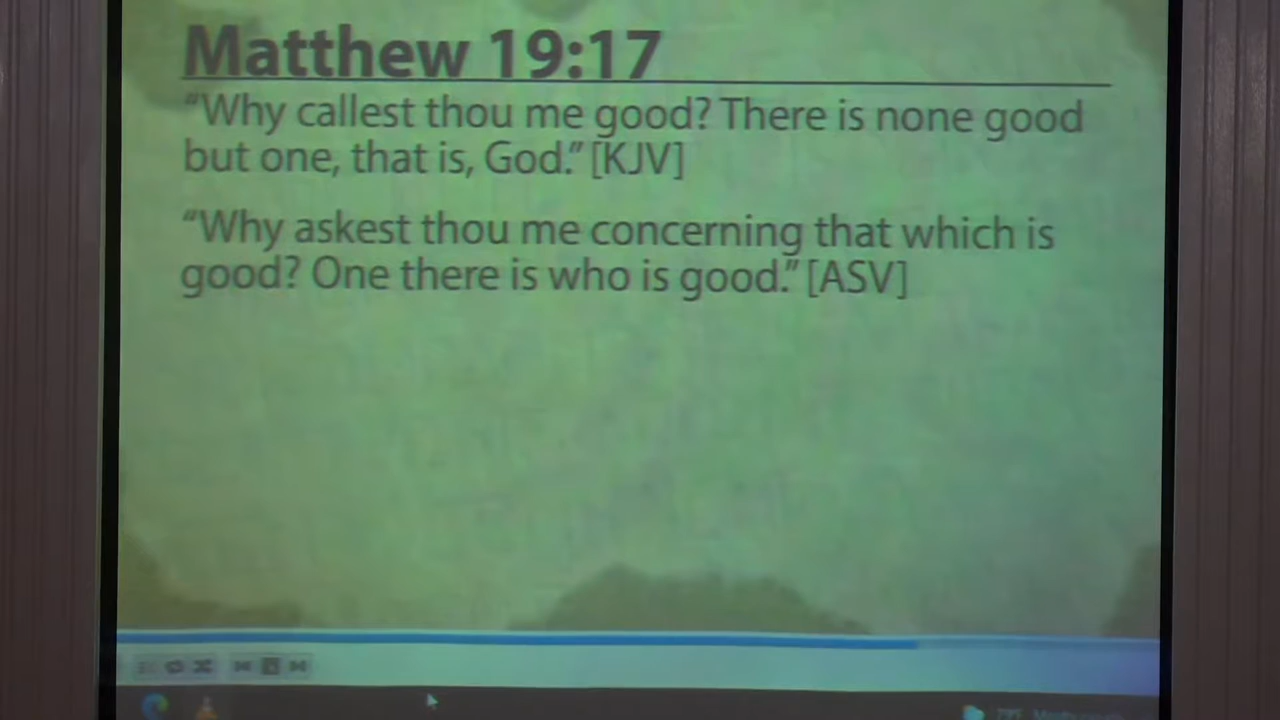 Matthew 19:17
“Why callest thou me good? There is none good
but one, that is, God.” [KJV]
“Why askest thou me concerning that which is
good? One there is who is good.” [ASV]